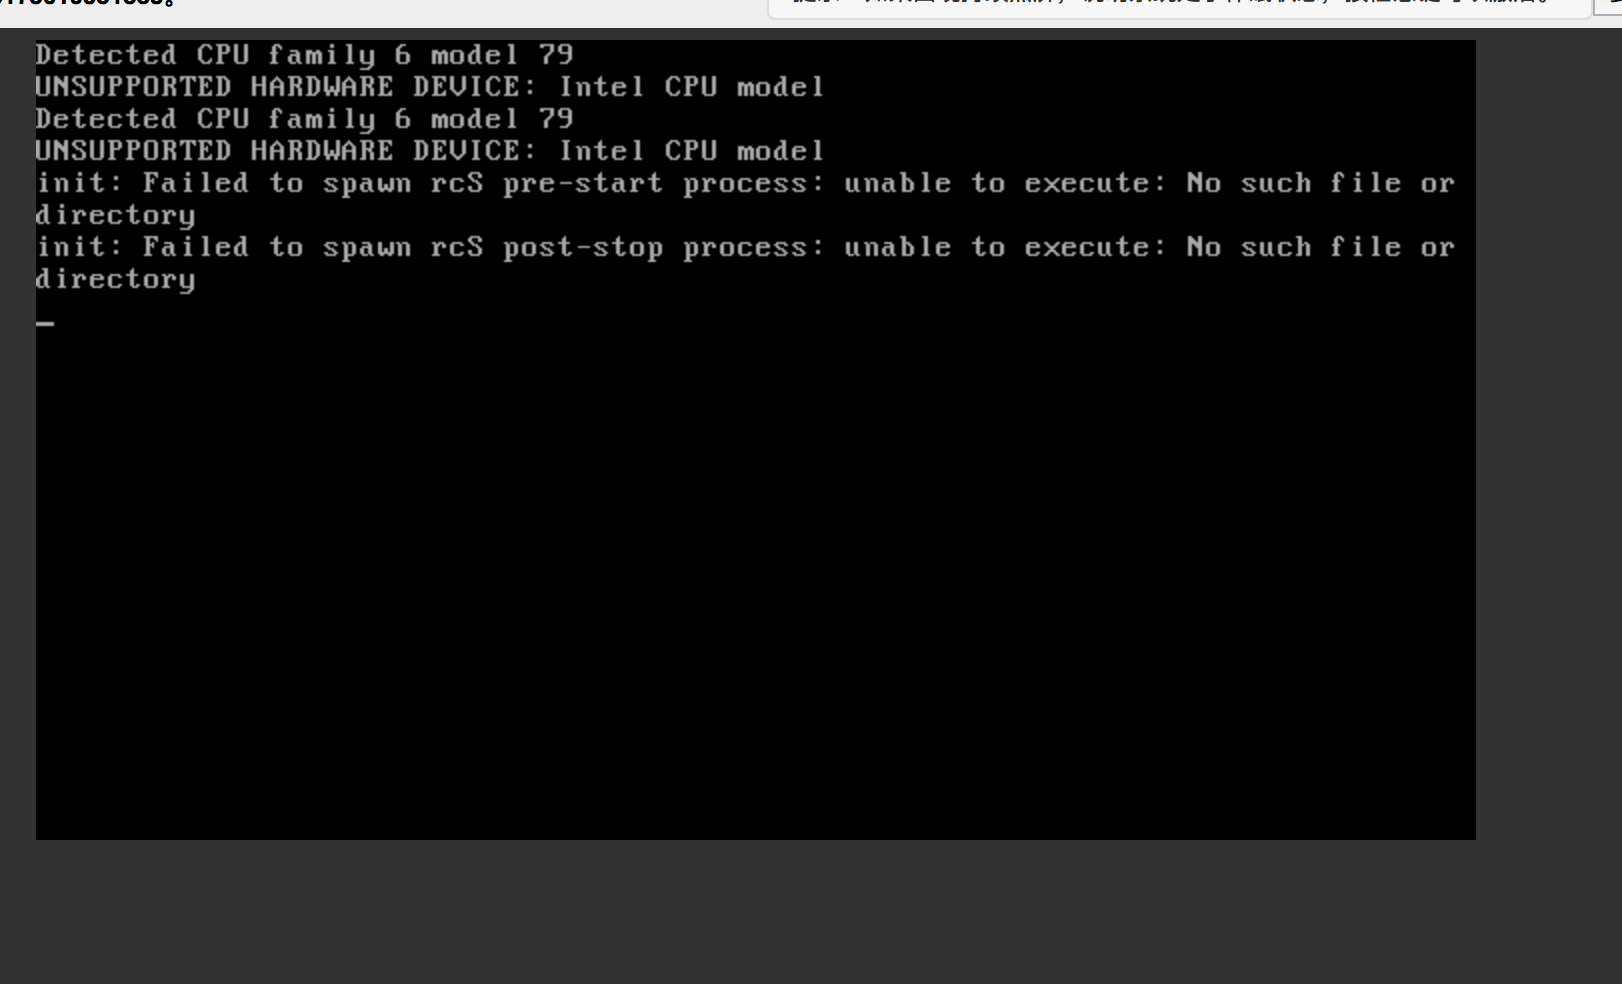 Detected CPU family 6 model 79
UNSUPPORTED HARDWARE DEVICE: Intel CPU model
Detected CPU family 6 model 79
UNSUPPORTED HARDWARE DEVICE: Intel CPU model
init: Failed to spawn rcS pre-start process: unable to execute: No such file or
directory
init: Failed to spawn rcS post-stop process: unable to execute: No such file or
directory